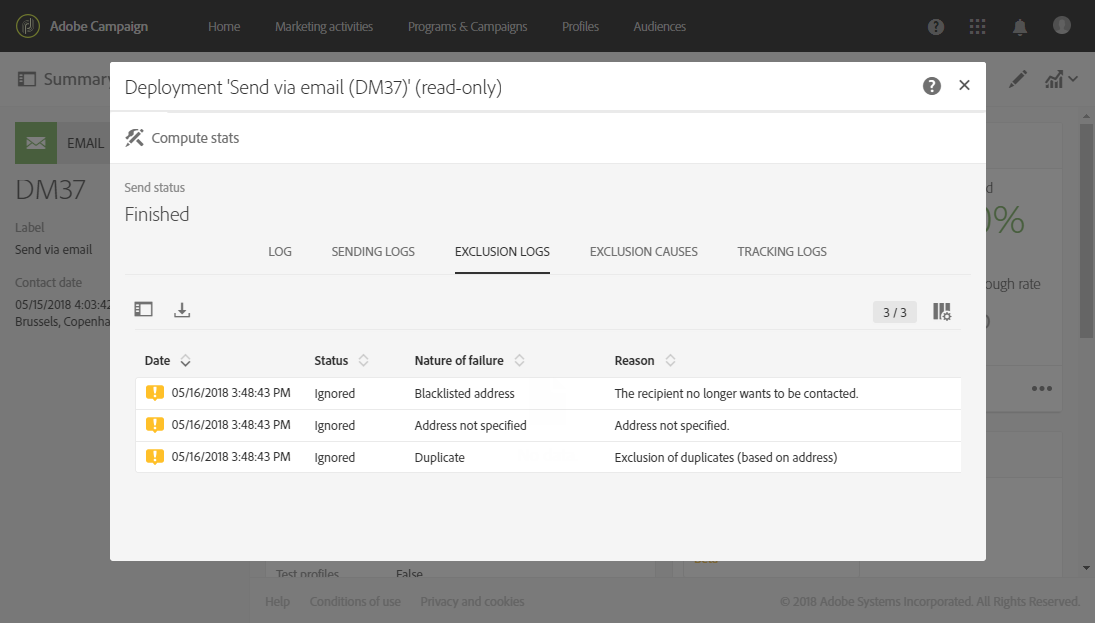 Adobe Campaign Home Marketing activities Programs & Campaigns Profiles Audiences
Summary
Deployment 'Send via email (DM37)' (read-only)
Compute stats
EMAIL
DM37
Label
Send via email
Contact date
05/15/2018 4:03:42
Brussels, Copenha
Send status
Finished
LOG SENDING LOGS EXCLUSION LOGS EXCLUSION CAUSES TRACKING LOGS
3 / 3
Date Status Nature of failure Reason
05/16/2018 3:48:43 PM Ignored Blacklisted address The recipient no longer wants to be contacted.
05/16/2018 3:48:43 PM Ignored Address not specified Address not specified.
05/16/2018 3:48:43 PM Ignored Duplicate Exclusion of duplicates (based on address)
d
0%
ough rate
Test profiles False
Help Conditions of use Privacy and cookies © 2018 Adobe Systems Incorporated. All Rights Reserved.